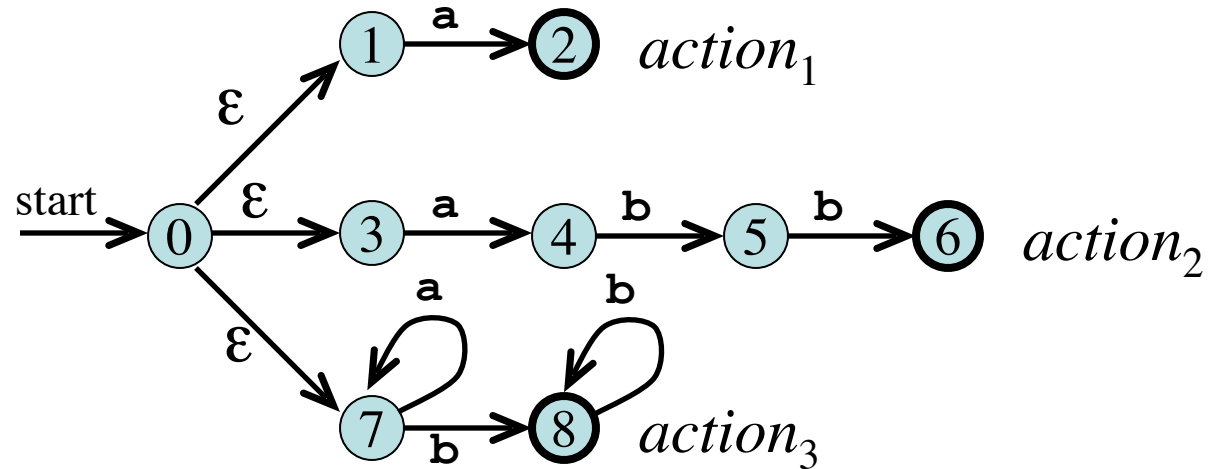 a
1 2 action₁
ε
start ε a b b
0 3 4 5 6 action₂
a b
ε
7 8 action₃
b